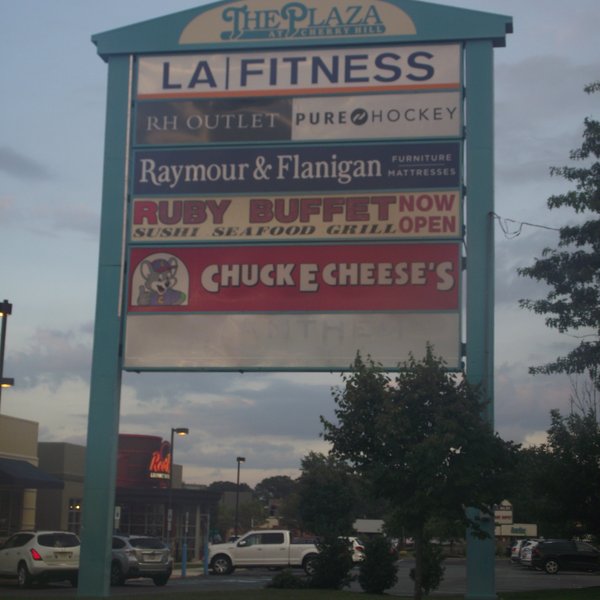 The Plaza
AT CHERRY HILL
LA FITNESS
RH OUTLET
PURE HOCKEY
Raymour & Flanigan
FURNITURE
MATTRESSES
RUBY BUFFET
SUSHI SEAFOOD GRILL
NOW
OPEN
CHUCK E CHEESE'S
Red